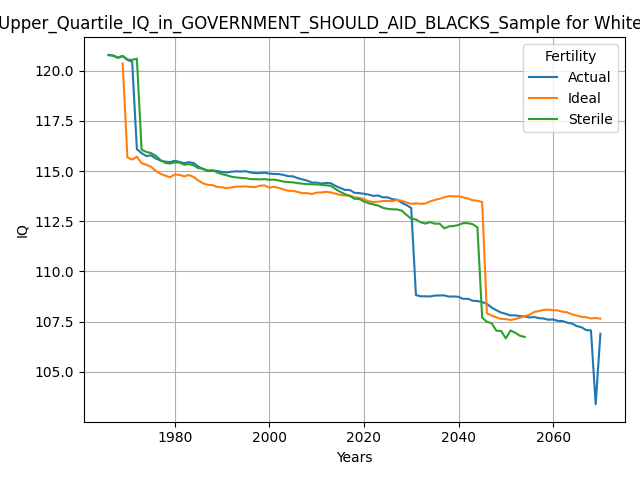 Upper_Quartile_IQ_in_GOVERNMENT_SHOULD_AID_BLACKS_Sample for White
Fertility
Actual
Ideal
Sterile
120.0
117.5
115.0
112.5
110.0
107.5
105.0
IQ
1980
2000
2020
2040
2060
Years